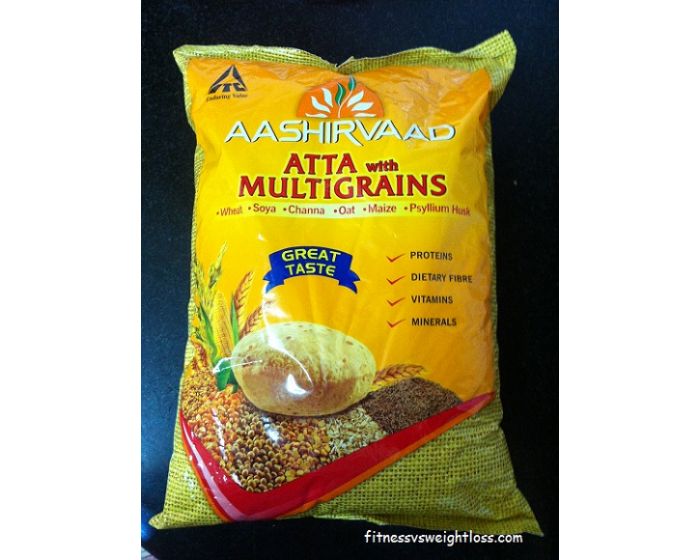 ITC
Enduring Value
AASHIRVAAD
ATTA with
MULTIGRAINS
•Wheat •Soya •Channa •Oat •Maize •Psyllium Husk
GREAT
TASTE
PROTEINS
DIETARY FIBRE
VITAMINS
MINERALS
fitnessvsweightloss.com